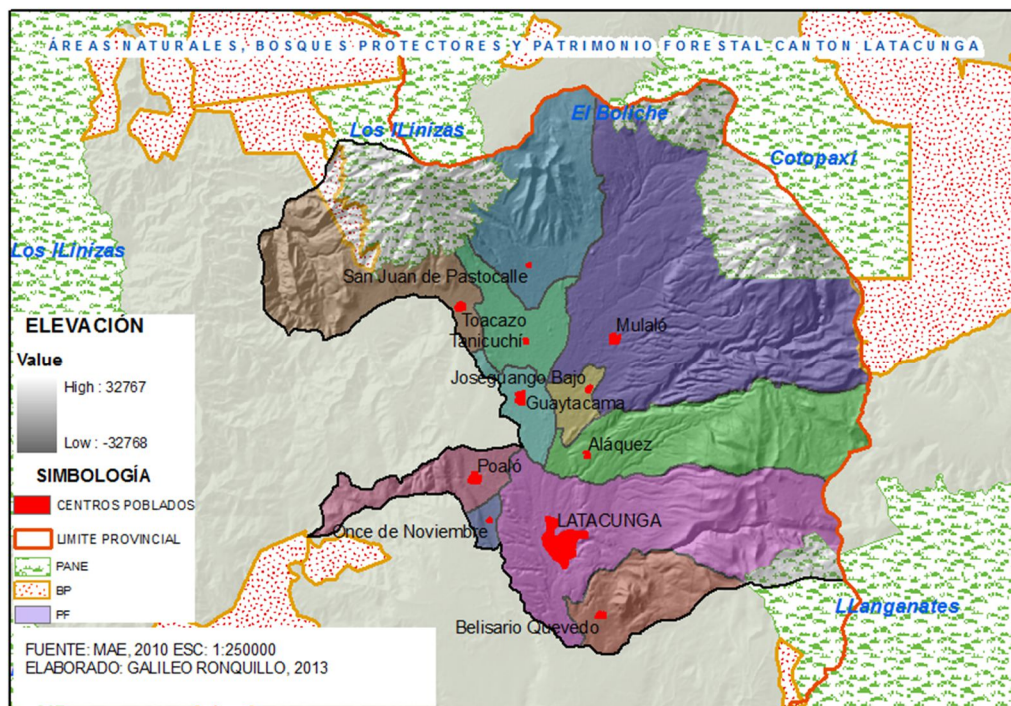 ÁREAS NATURALES, BOSQUES PROTECTORES Y PATRIMONIO FORESTAL CANTON LATACUNGA
El Boliche
Los ILinizas
Cotopaxi
Los ILinizas
San Juan de Pastocalle
Toacazo
Mulaló
Tanicuchí
Joseguango Bajo
Guaytacama
Aláquez
Poaló
LATACUNGA
Once de Noviembre
LLanganates
Belisario Quevedo
ELEVACIÓN
Value
High : 32767
Low : -32768
SIMBOLOGÍA
CENTROS POBLADOS
LIMITE PROVINCIAL
PANE
BP
PF
FUENTE: MAE, 2010 ESC: 1:250000
ELABORADO: GALILEO RONQUILLO, 2013